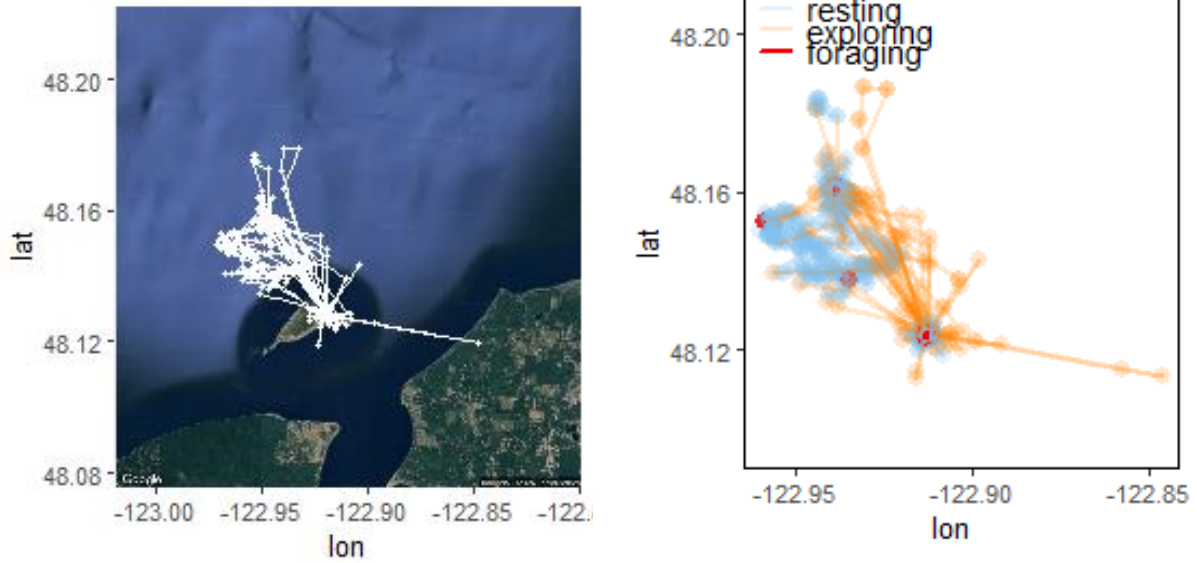 resting
exploring
foraging
48.20
48.16
48.12
48.08
lat
-123.00 -122.95 -122.90 -122.85 -122.
lon
Google
48.20
48.16
48.12
lat
-122.95 -122.90 -122.85
lon